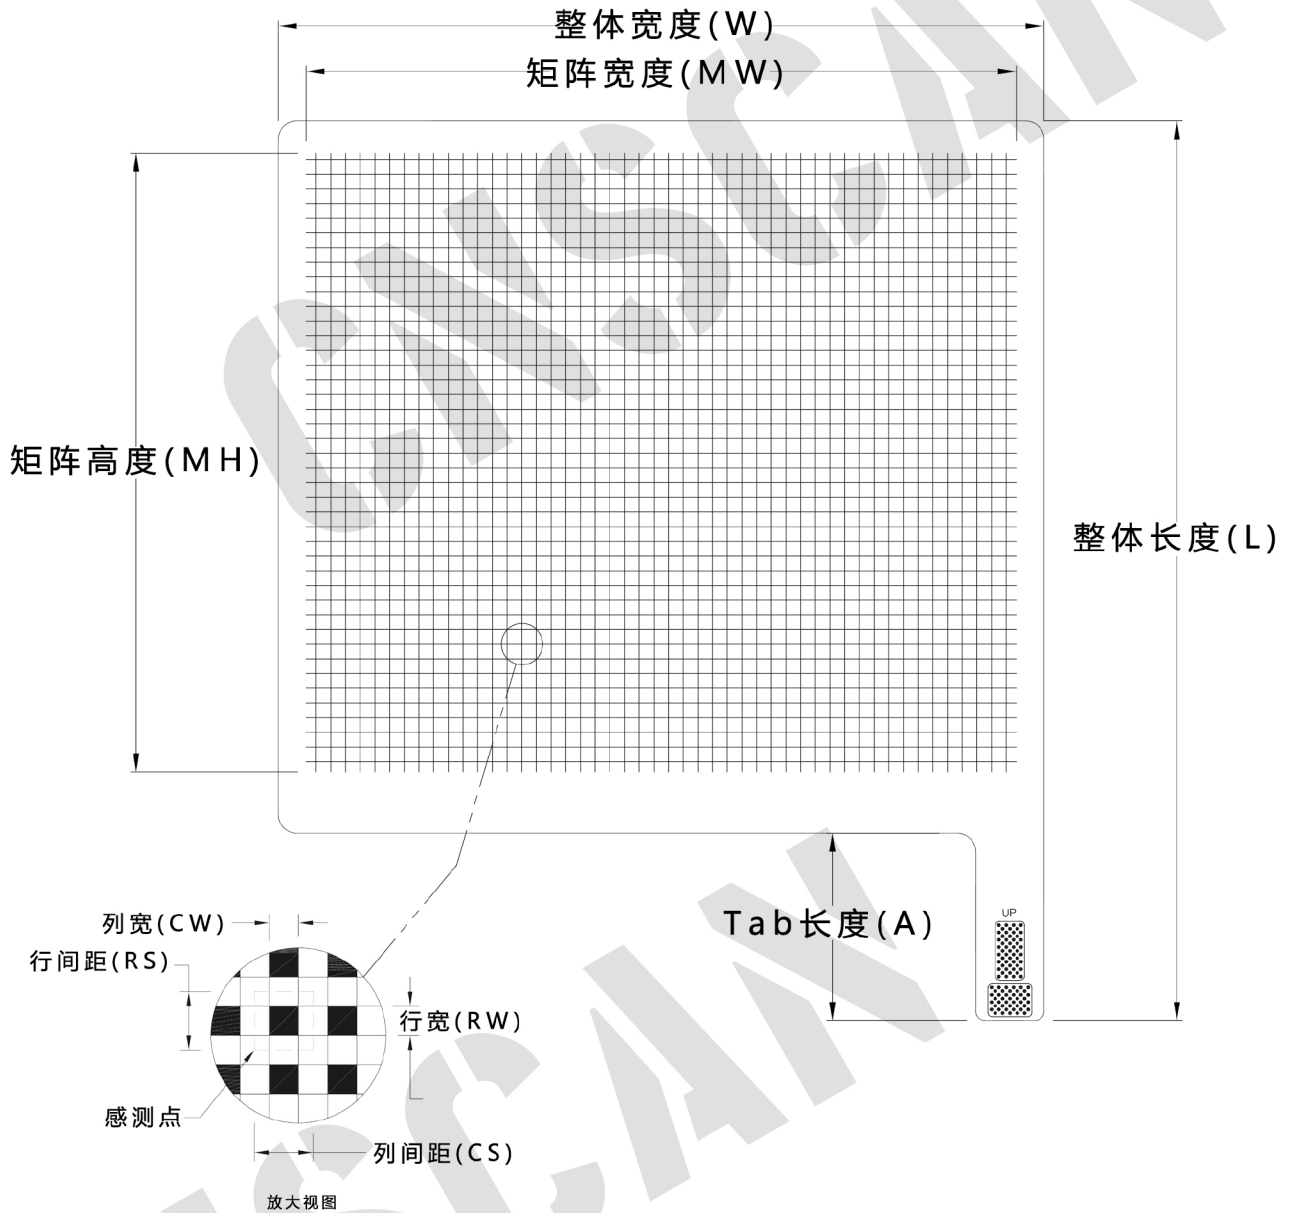 整体宽度(W)
矩阵宽度(MW)
矩阵高度(MH)
整体长度(L)
Tab长度(A)
UP
列宽(CW)
行间距(RS)
行宽(RW)
感测点
列间距(CS)
放大视图
CNSCAN
CNSCAN